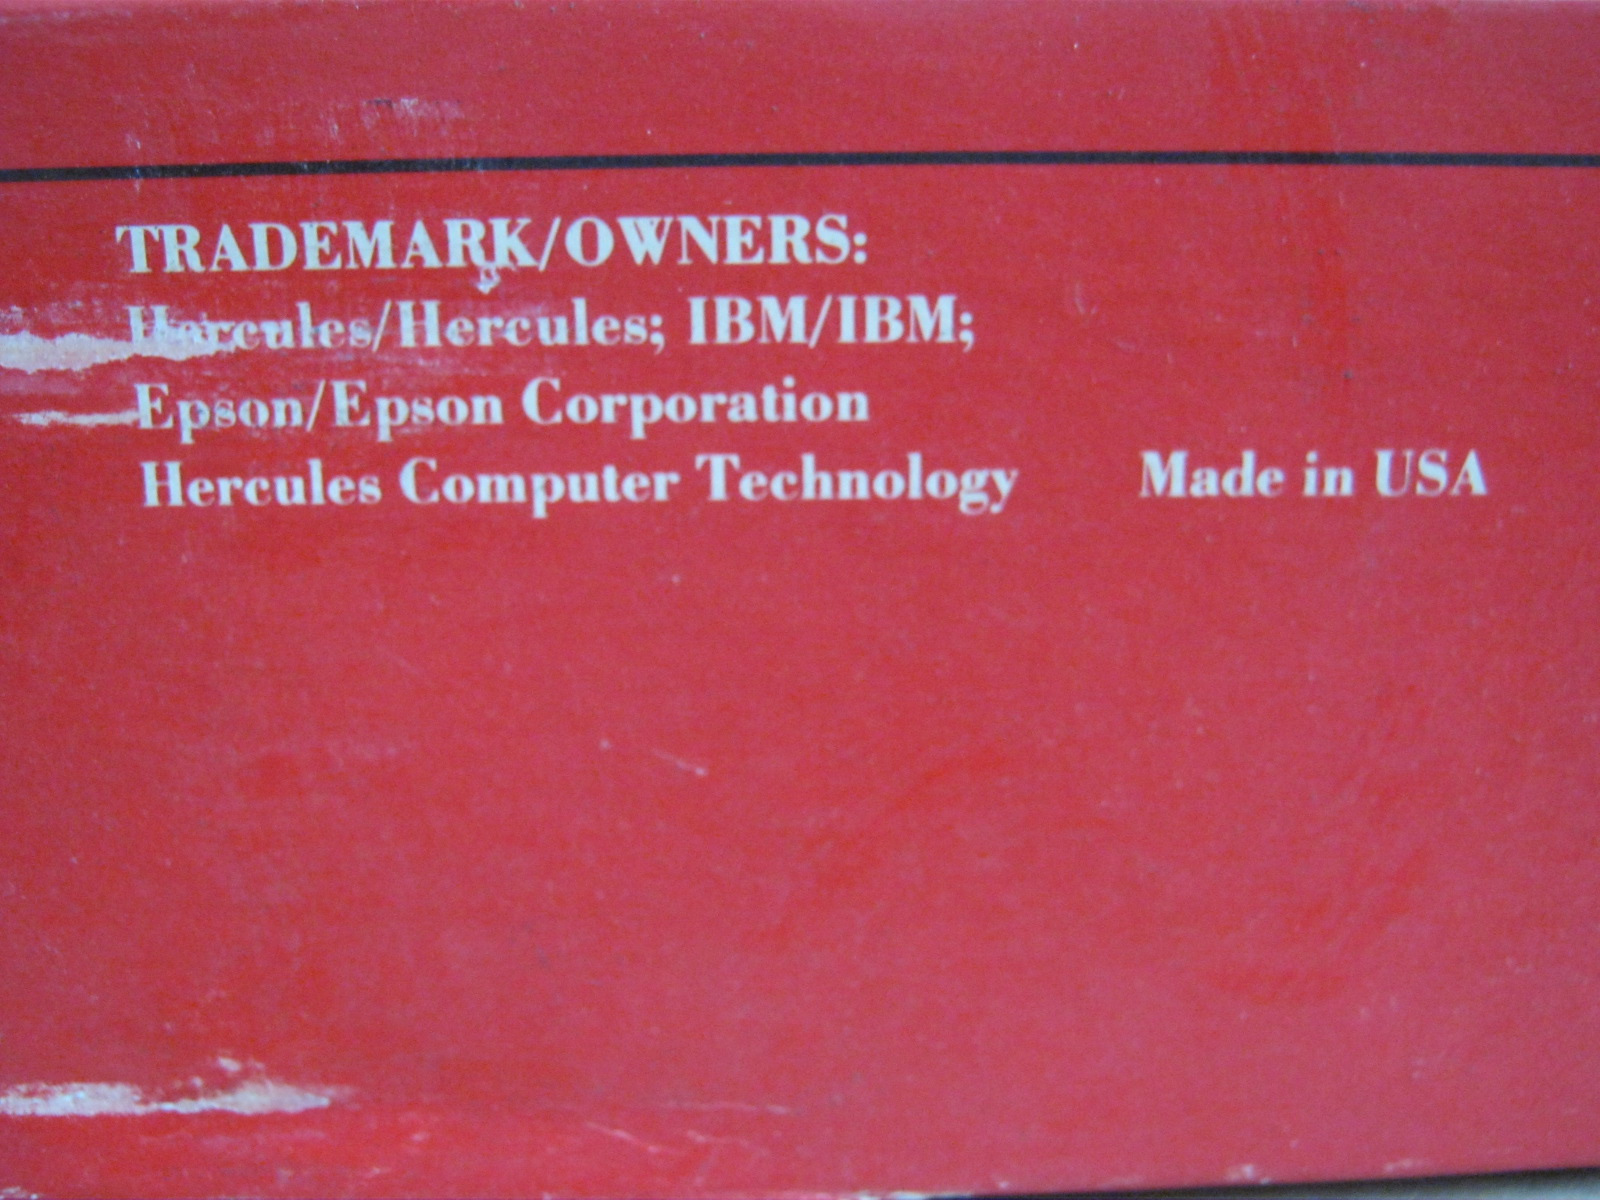 TRADEMARK/OWNERS:
Hercules/Hercules; IBM/IBM;
Epson/Epson Corporation
Hercules Computer Technology Made in USA